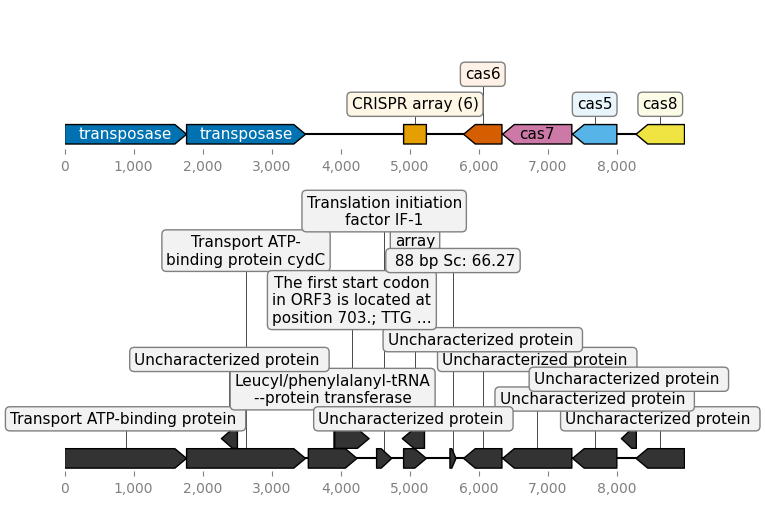 cas6
CRISPR array (6)
cas5
cas8
transposase
transposase
cas7
0
1,000
2,000
3,000
4,000
5,000
6,000
7,000
8,000
Translation initiation
factor IF-1
Transport ATP-
binding protein cydC
array
88 bp Sc: 66.27
The first start codon
in ORF3 is located at
position 703.; TTG ...
Uncharacterized protein
Uncharacterized protein
Uncharacterized protein
Leucyl/phenylalanyl-tRNA
--protein transferase
Uncharacterized protein
Uncharacterized protein
Transport ATP-binding protein
Uncharacterized protein
Uncharacterized protein
0
1,000
2,000
3,000
4,000
5,000
6,000
7,000
8,000